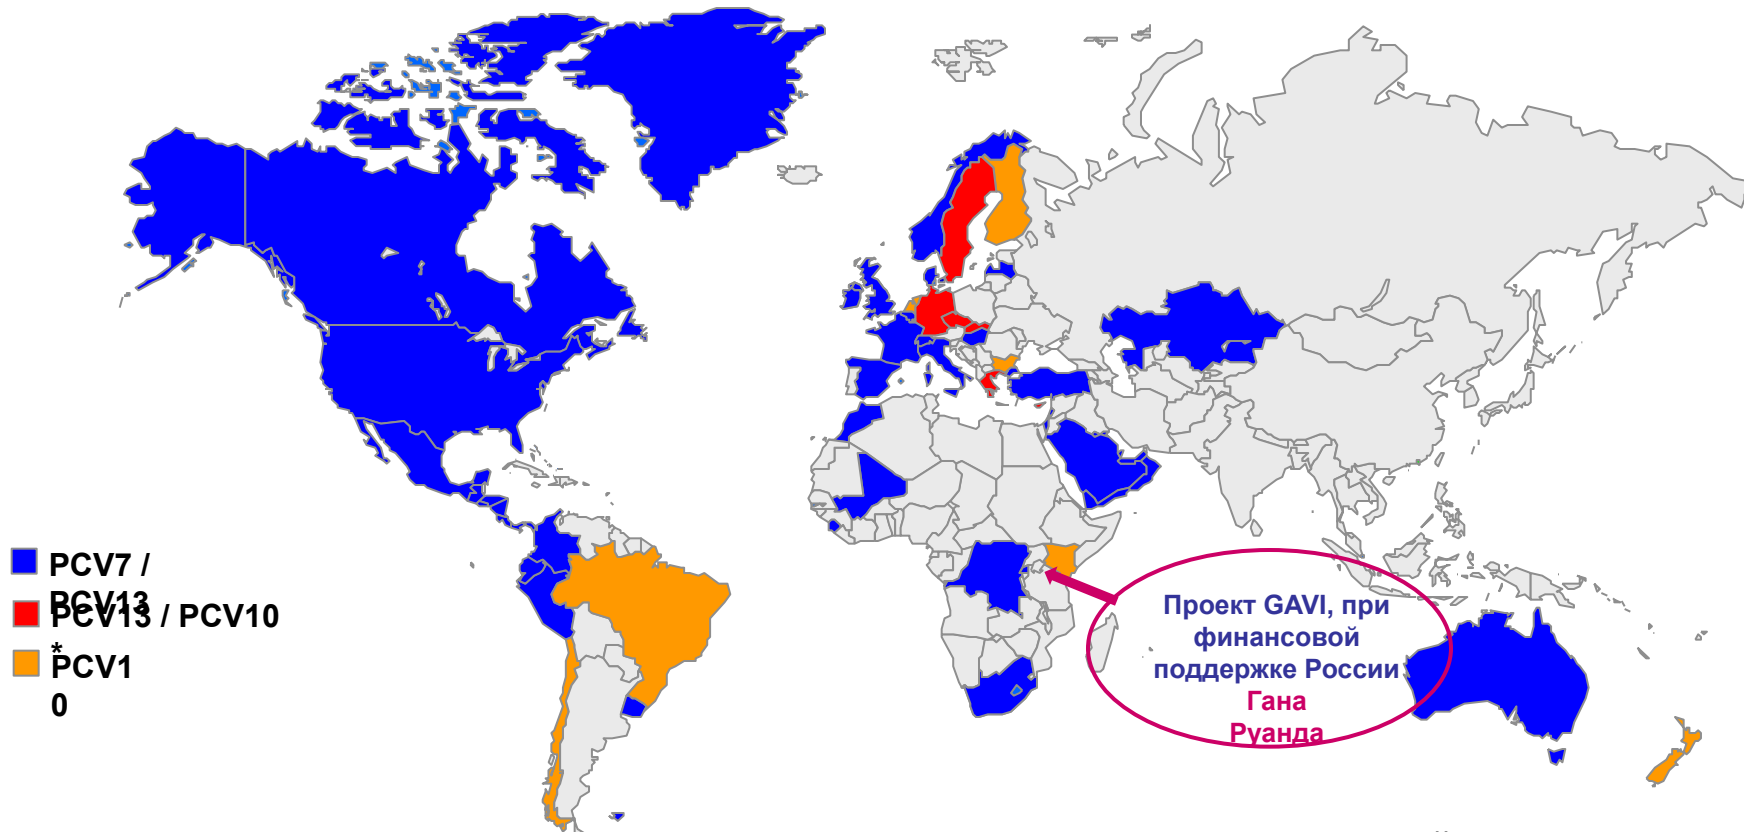 PCV7 /
PCV13
PCV13 / PCV10
*
PCV1
0
Проект GAVI, при
финансовой
поддержке России
Гана
Руанда